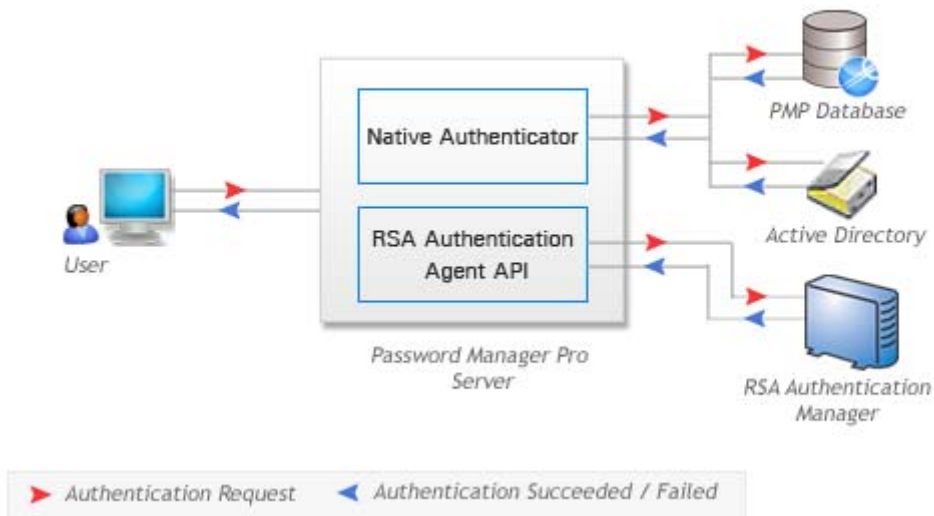 PMP Database
Native Authenticator
User
RSA Authentication
Agent API
Active Directory
Password Manager Pro
Server
RSA Authentication
Manager
Authentication Request
Authentication Succeeded / Failed